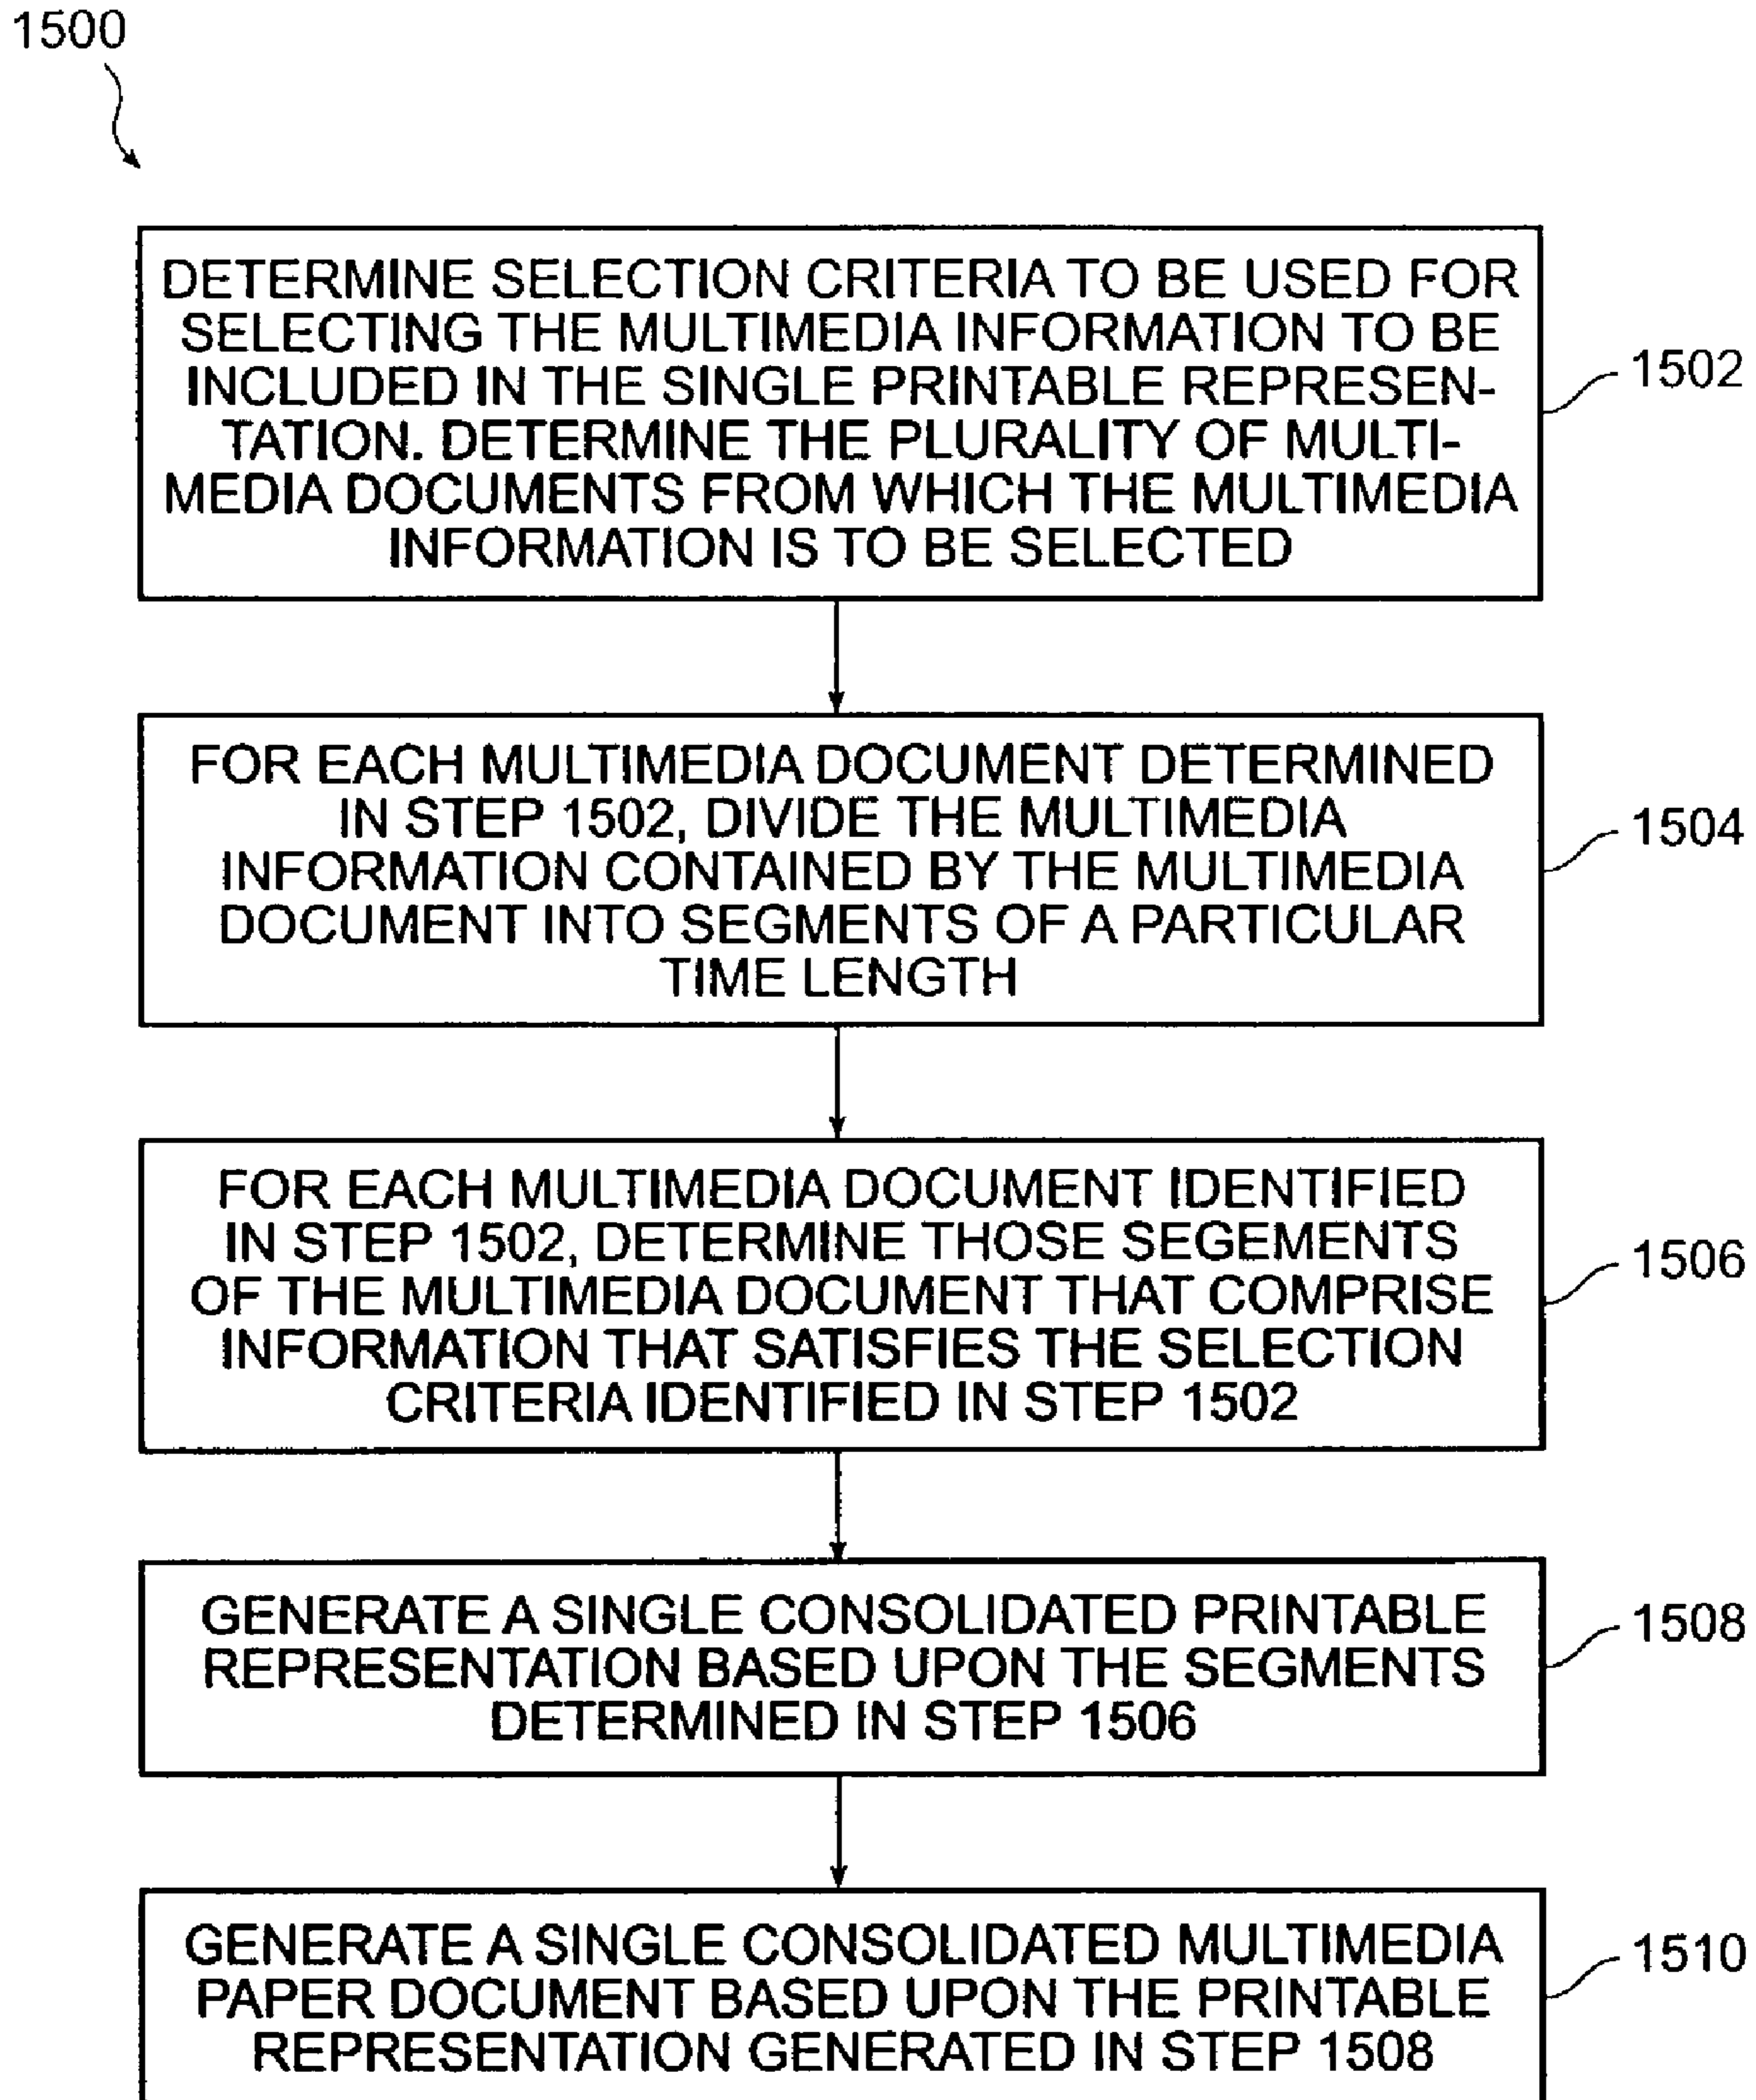 1500
DETERMINE SELECTION CRITERIA TO BE USED FOR
SELECTING THE MULTIMEDIA INFORMATION TO BE
INCLUDED IN THE SINGLE PRINTABLE REPRESEN-
TATION. DETERMINE THE PLURALITY OF MULTI-
MEDIA DOCUMENTS FROM WHICH THE MULTIMEDIA
INFORMATION IS TO BE SELECTED
1502
FOR EACH MULTIMEDIA DOCUMENT DETERMINED
IN STEP 1502, DIVIDE THE MULTIMEDIA
INFORMATION CONTAINED BY THE MULTIMEDIA
DOCUMENT INTO SEGMENTS OF A PARTICULAR
TIME LENGTH
1504
FOR EACH MULTIMEDIA DOCUMENT IDENTIFIED
IN STEP 1502, DETERMINE THOSE SEGEMENTS
OF THE MULTIMEDIA DOCUMENT THAT COMPRISE
INFORMATION THAT SATISFIES THE SELECTION
CRITERIA IDENTIFIED IN STEP 1502
1506
GENERATE A SINGLE CONSOLIDATED PRINTABLE
REPRESENTATION BASED UPON THE SEGMENTS
DETERMINED IN STEP 1506
1508
GENERATE A SINGLE CONSOLIDATED MULTIMEDIA
PAPER DOCUMENT BASED UPON THE PRINTABLE
REPRESENTATION GENERATED IN STEP 1508
1510